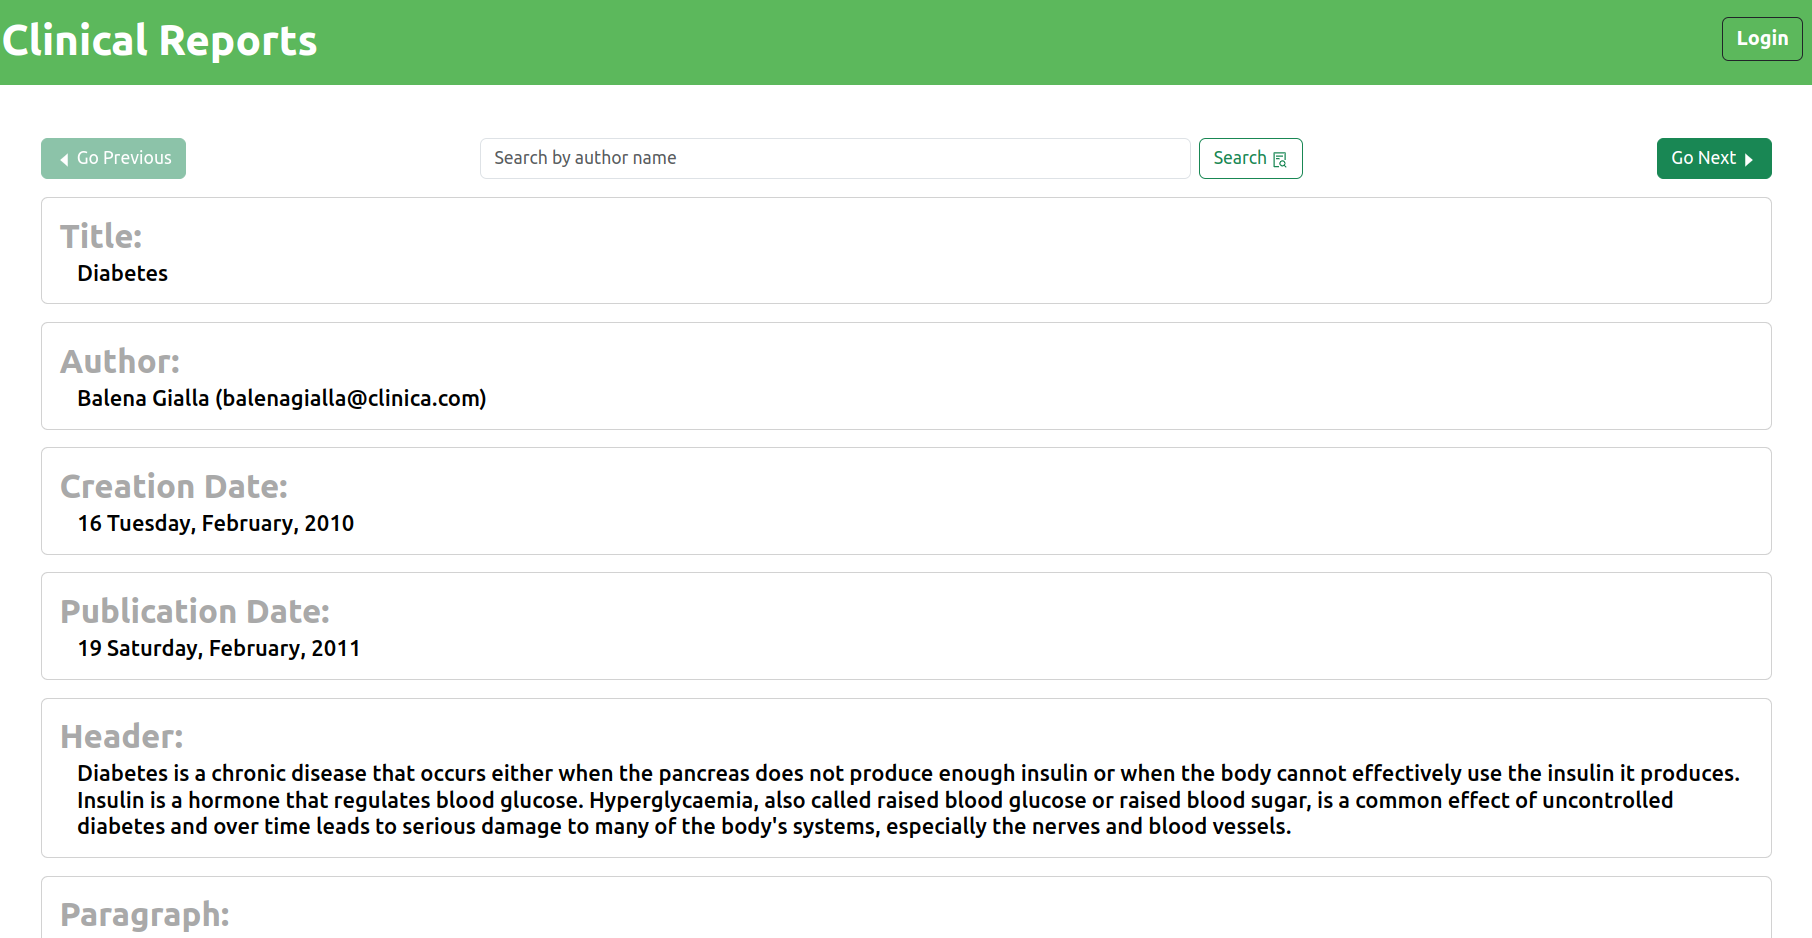 Clinical Reports
Login
Go Previous
Search by author name
Search
Go Next
Title:
Diabetes
Author:
Balena Gialla (balenagialla@clinica.com)
Creation Date:
16 Tuesday, February, 2010
Publication Date:
19 Saturday, February, 2011
Header:
Diabetes is a chronic disease that occurs either when the pancreas does not produce enough insulin or when the body cannot effectively use the insulin it produces.
Insulin is a hormone that regulates blood glucose. Hyperglycaemia, also called raised blood glucose or raised blood sugar, is a common effect of uncontrolled
diabetes and over time leads to serious damage to many of the body's systems, especially the nerves and blood vessels.
Paragraph: